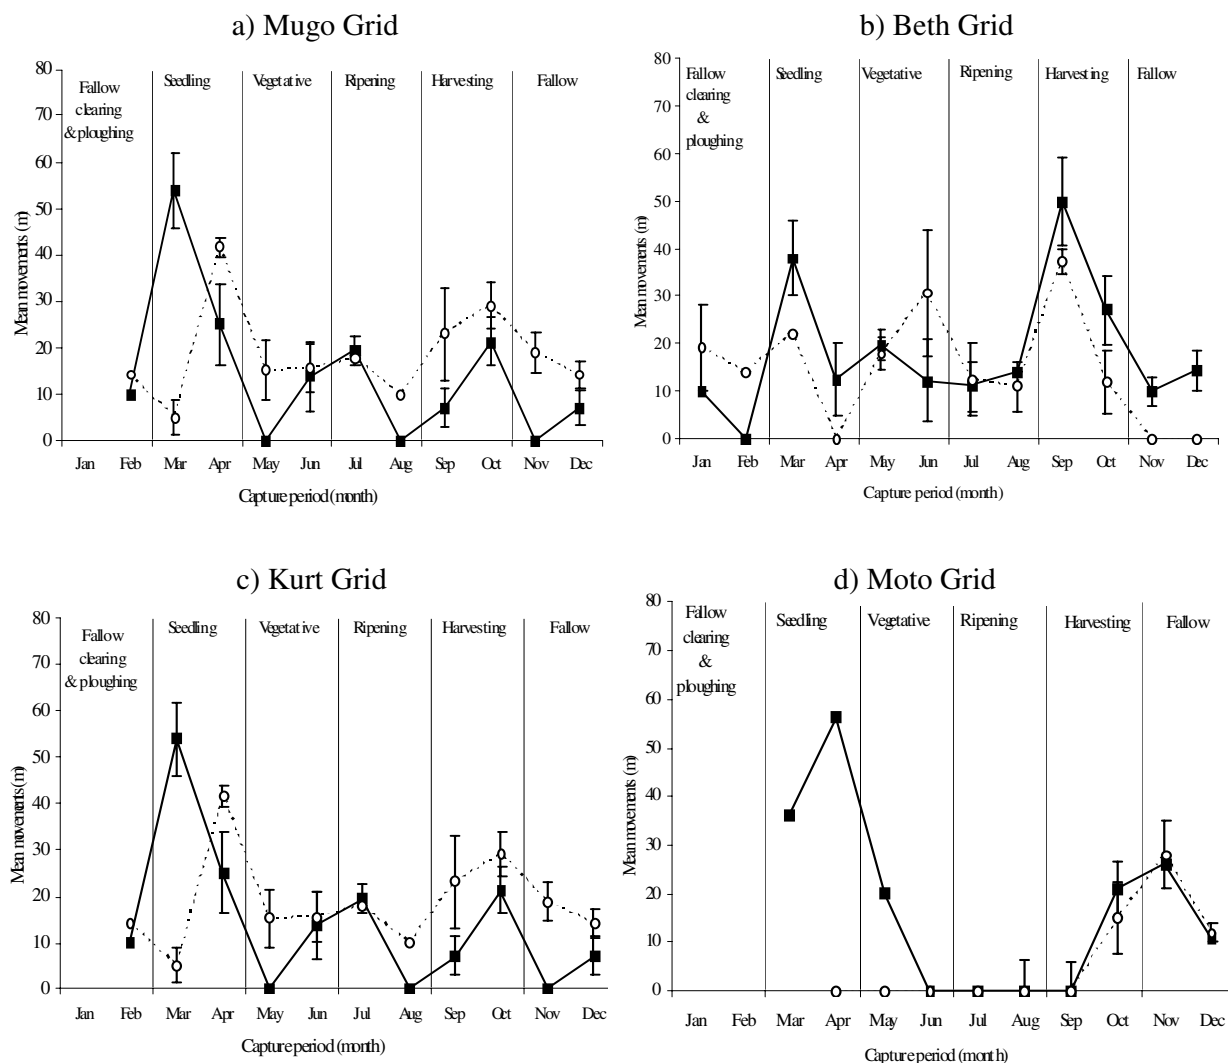 a) Mugo Grid
80
70
60
50
40
30
20
10
0
Mean movements (m)
Fallow
clearing
& ploughing
Seedling
Vegetative
Ripening
Harvesting
Fallow
Jan Feb Mar Apr May Jun Jul Aug Sep Oct Nov Dec
Capture period (month)
b) Beth Grid
80
70
60
50
40
30
20
10
0
Mean movements (m)
Fallow
clearing
&
ploughing
Seedling
Vegetative
Ripening
Harvesting
Fallow
Jan Feb Mar Apr May Jun Jul Aug Sep Oct Nov Dec
Capture period (month)
c) Kurt Grid
80
70
60
50
40
30
20
10
0
Mean movements (m)
Fallow
clearing
& ploughing
Seedling
Vegetative
Ripening
Harvesting
Fallow
Jan Feb Mar Apr May Jun Jul Aug Sep Oct Nov Dec
Capture period (month)
d) Moto Grid
80
70
60
50
40
30
20
10
0
Mean movements (m)
Fallow
clearing
&
ploughing
Seedling
Vegetative
Ripening
Harvesting
Fallow
Jan Feb Mar Apr May Jun Jul Aug Sep Oct Nov Dec
Capture period (month)